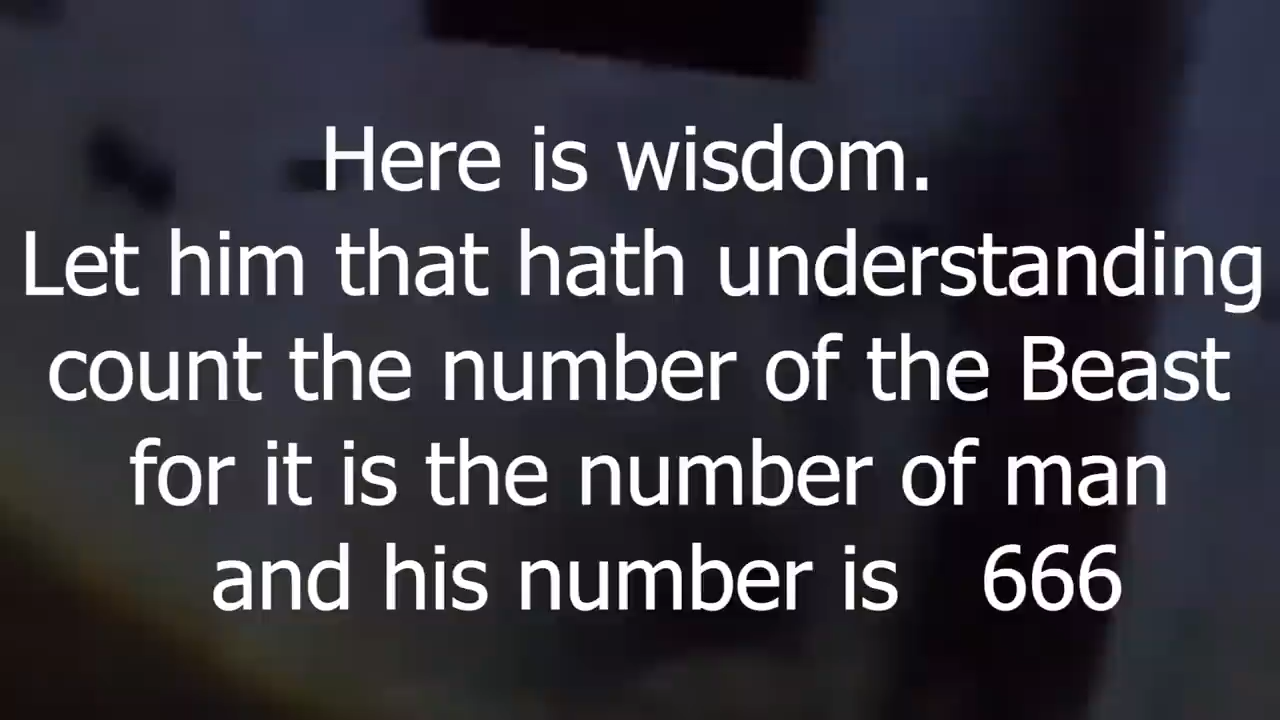 Here is wisdom.
Let him that hath understanding
count the number of the Beast
for it is the number of man
and his number is 666